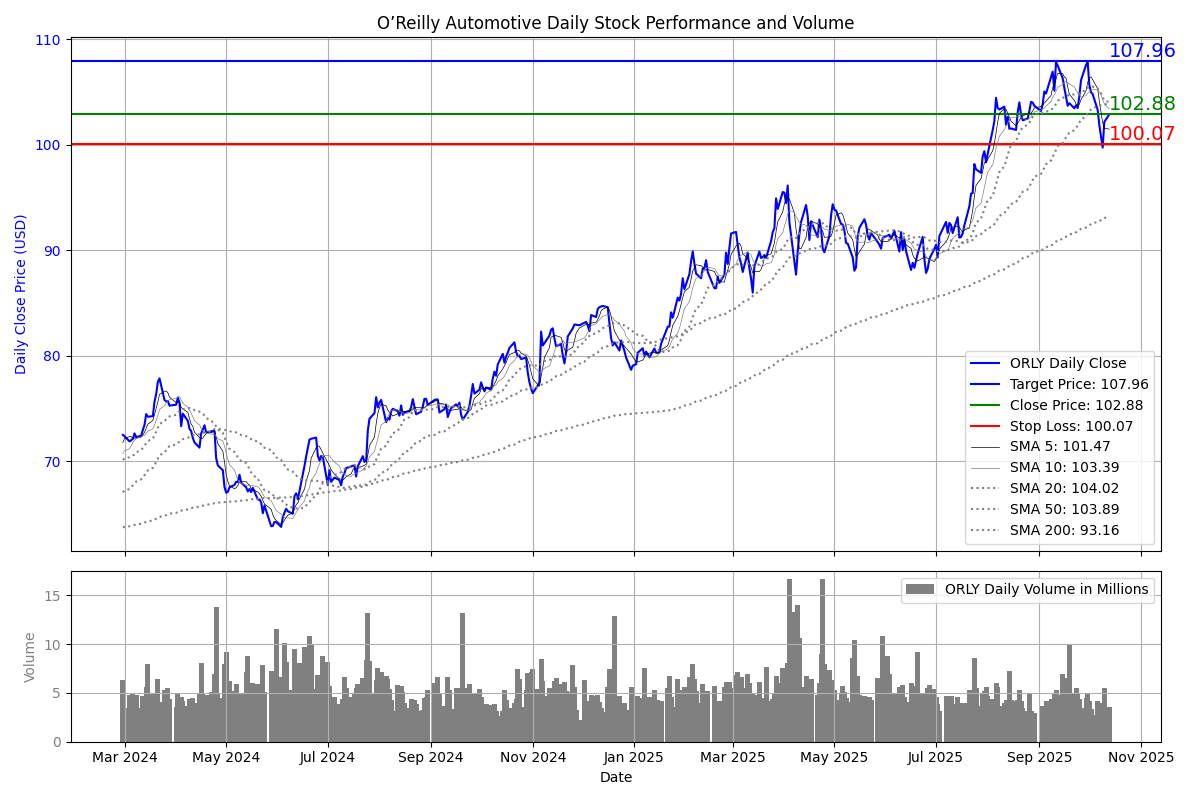 O’Reilly Automotive Daily Stock Performance and Volume
110
100
90
80
70
Daily Close Price (USD)
107.96
102.88
100.07
ORLY Daily Close
Target Price: 107.96
Close Price: 102.88
Stop Loss: 100.07
SMA 5: 101.47
SMA 10: 103.39
SMA 20: 104.02
SMA 50: 103.89
SMA 200: 93.16
15
10
5
0
Volume
ORLY Daily Volume in Millions
Mar 2024 May 2024 Jul 2024 Sep 2024 Nov 2024 Jan 2025 Mar 2025 May 2025 Jul 2025 Sep 2025 Nov 2025
Date